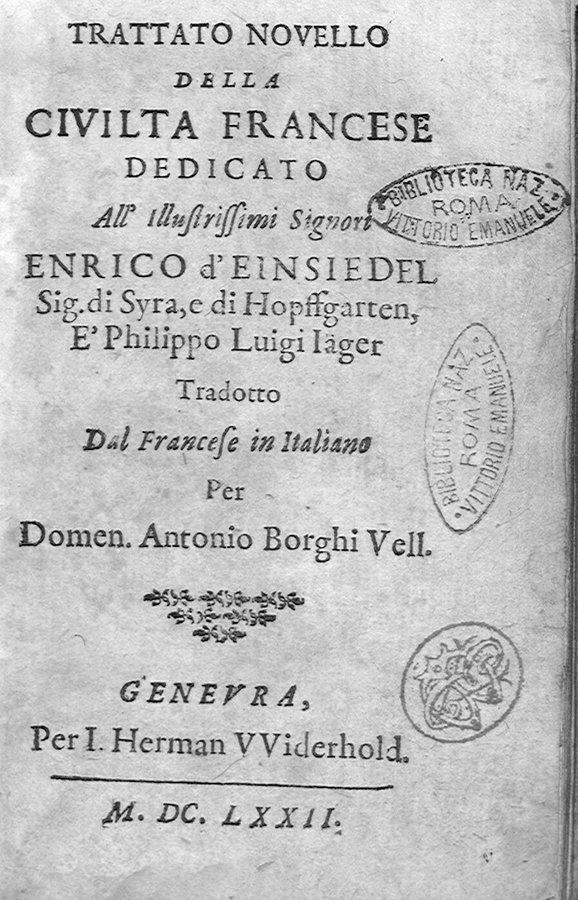 TRATTATO NOVELLO
DELLA
CIVILTA FRANCESE
DEDICATO
All' Illuſtriſſimi Signori
ENRICO d'EINSIEDEL
Sig. di Syra, e di Hopffgarten,
E' Philippo Luigi Iäger
Tradotto
Dal Franceſe in Italiano
Per
Domen. Antonio Borghi Vell.
GENEVRA,
Per I. Herman VViderhold.
M. DC. LXXII.
BIBLIOTECA NAZ.
ROMA
VITTORIO EMANUELE
BIBLIOTECA NAZ.
ROMA
VITTORIO EMANUELE